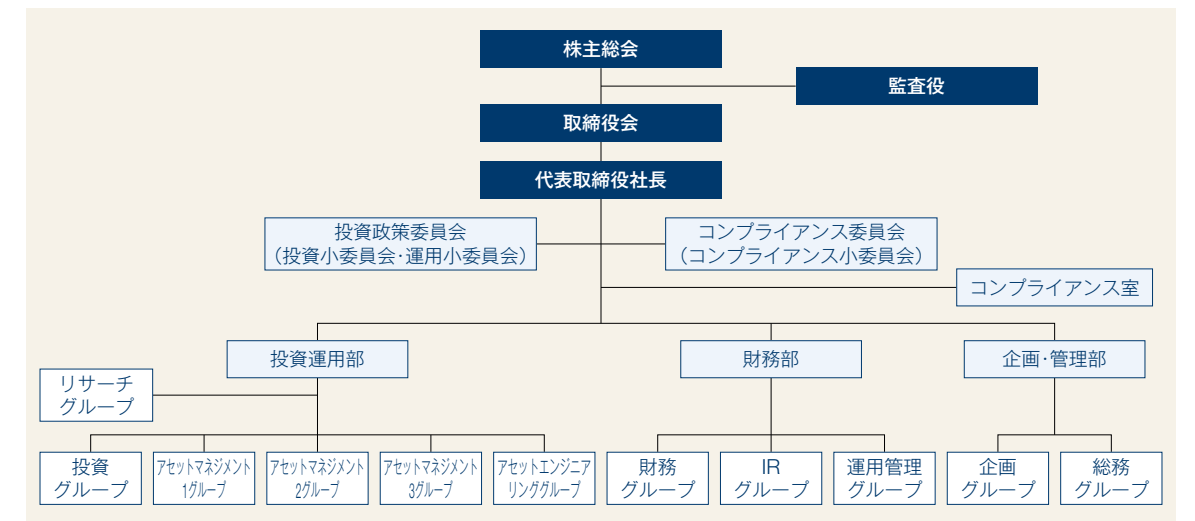 株主総会
監査役
取締役会
代表取締役社長
投資政策委員会
（投資小委員会・運用小委員会）
コンプライアンス委員会
（コンプライアンス小委員会）
コンプライアンス室
投資運用部
財務部
企画・管理部
リサーチ
グループ
投資
グループ
アセットマネジメント
1グループ
アセットマネジメント
2グループ
アセットマネジメント
3グループ
アセットエンジニア
リンググループ
財務
グループ
IR
グループ
運用管理
グループ
企画
グループ
総務
グループ